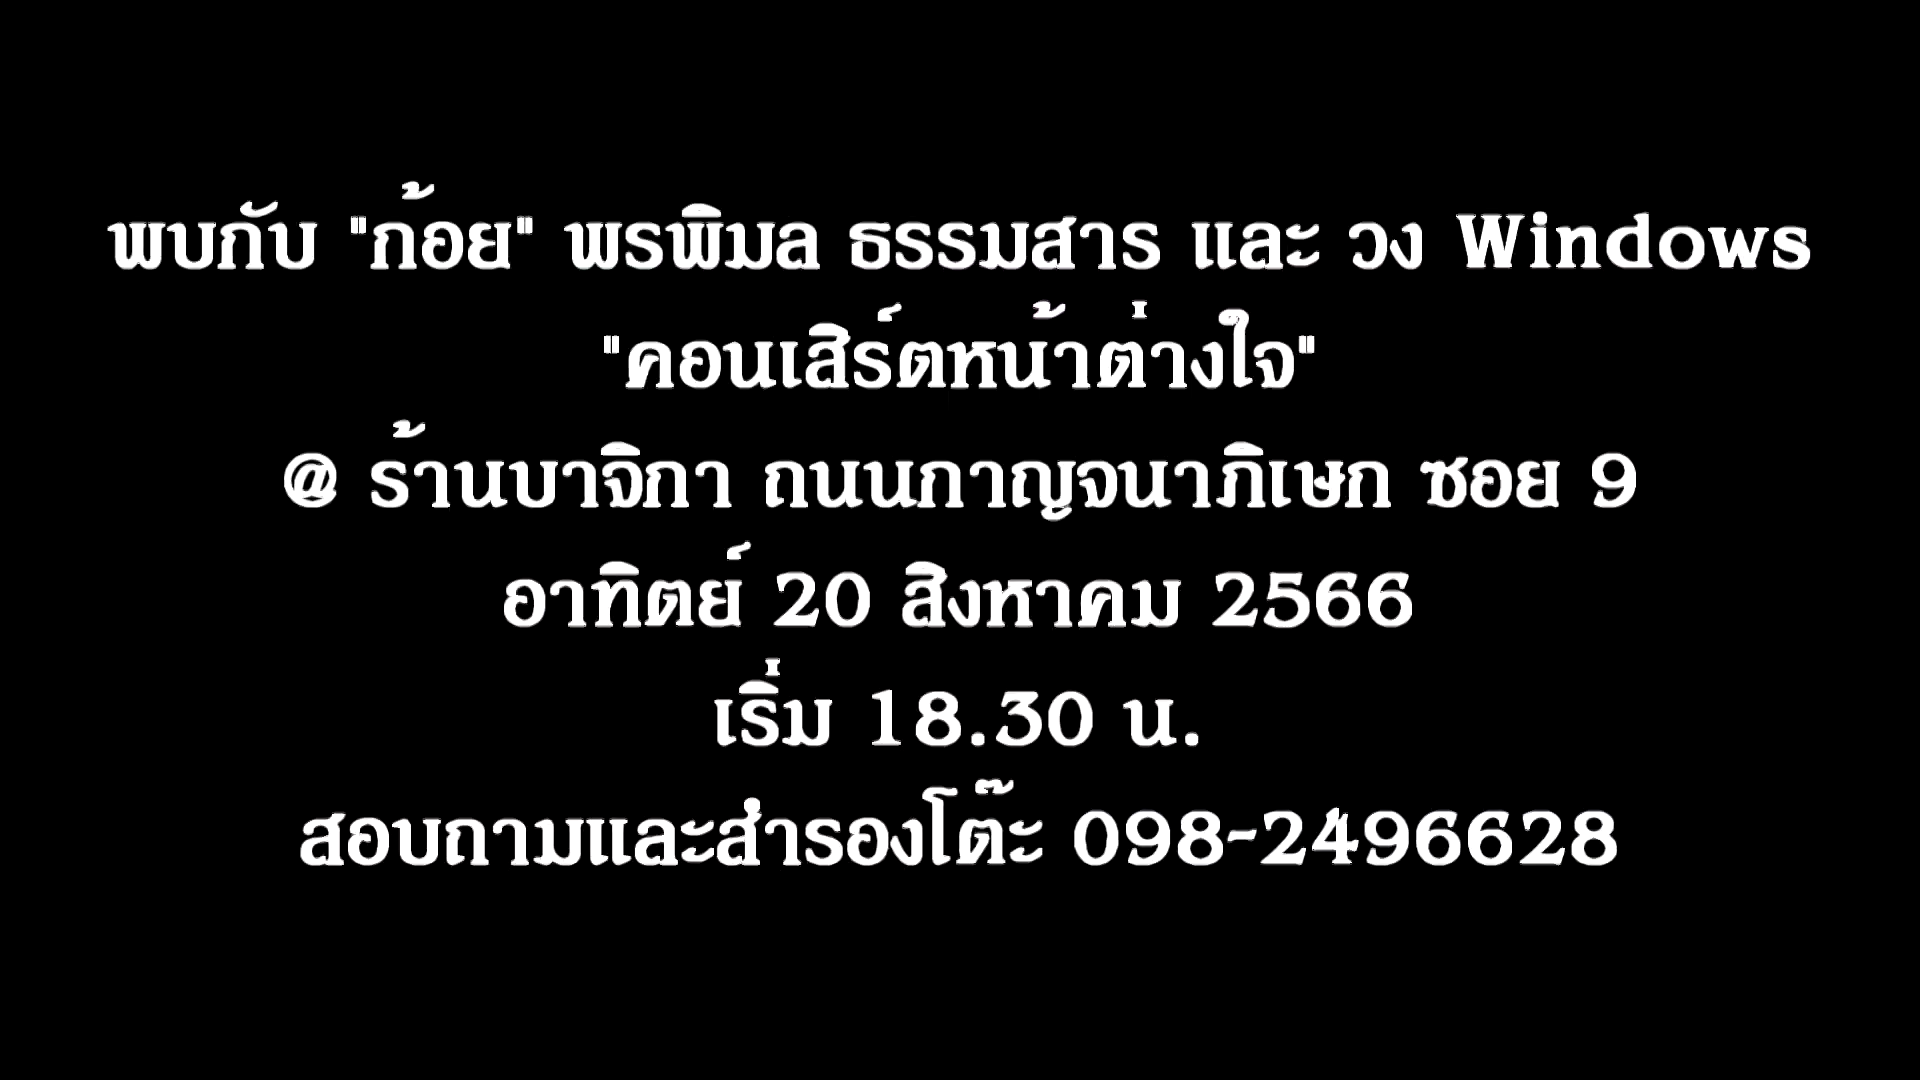 พบกับ "ก้อย" พรพิมล ธรรมสาร และ วง Windows
"คอนเสิร์ตหน้าต่างใจ"
@ ร้านบาจิกา ถนนกาญจนาภิเษก ซอย 9
อาทิตย์ 20 สิงหาคม 2566
เริ่ม 18.30 น.
สอบถามและสำรองโต๊ะ 098-2496628